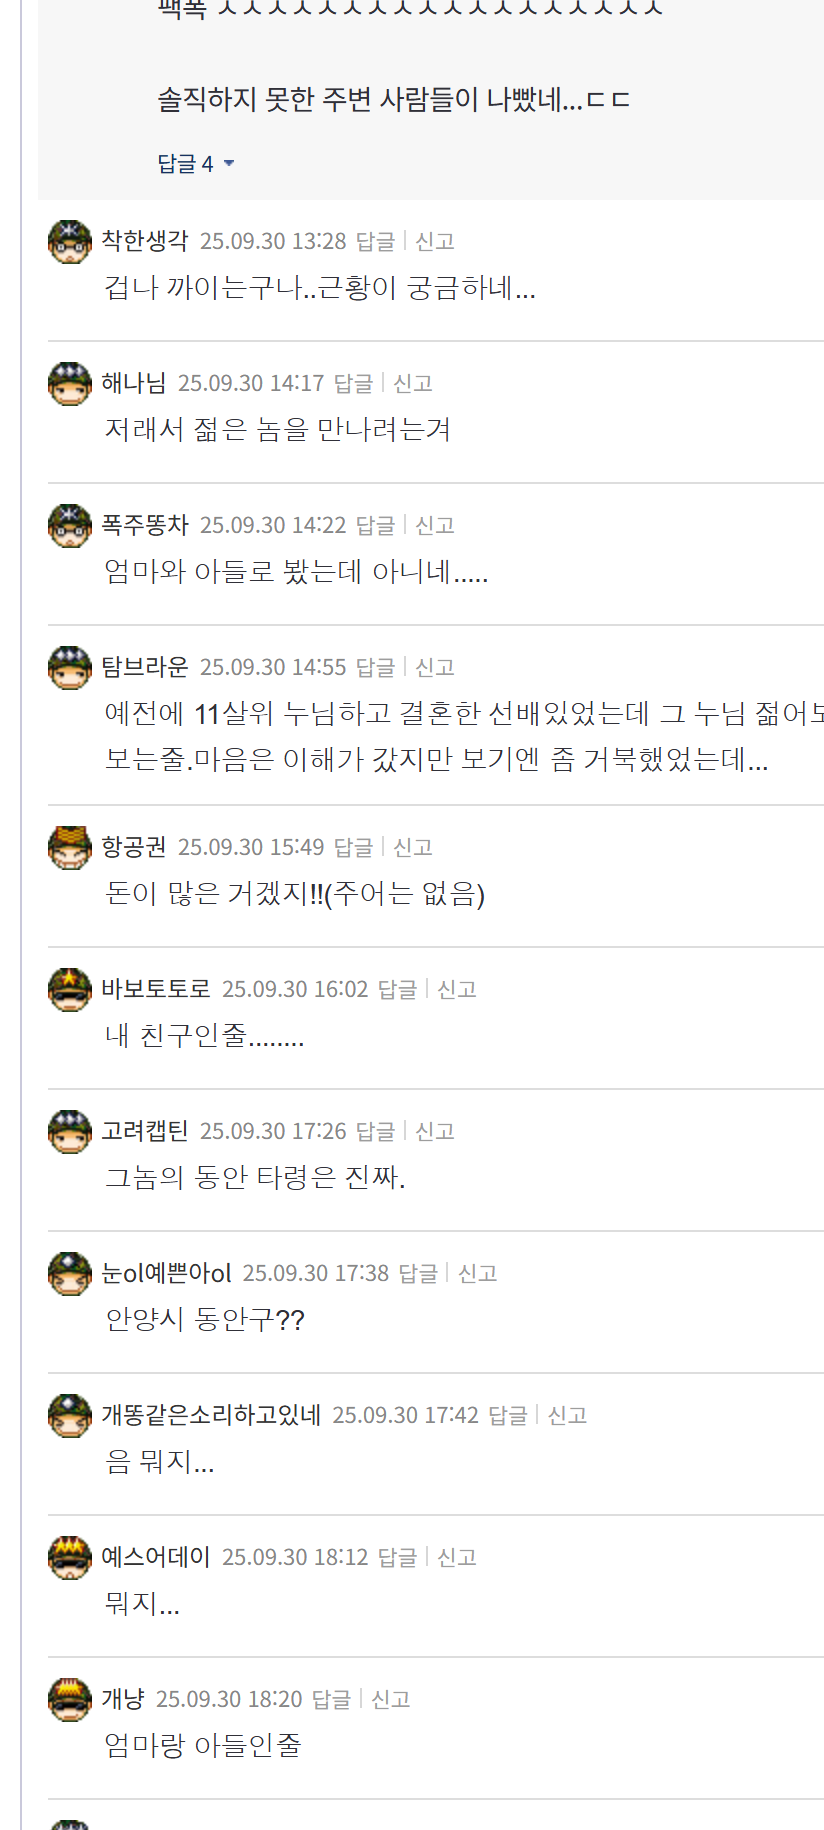 팩폭 ㅅㅅㅅㅅㅅㅅㅅㅅㅅㅅㅅㅅㅅㅅㅅㅅㅅㅅ
솔직하지 못한 주변 사람들이 나빴네...ㄷㄷ
답글 4
착한생각 25.09.30 13:28 답글 | 신고
겁나 까이는구나..근황이 궁금하네...
해나님 25.09.30 14:17 답글 | 신고
저래서 젊은 놈을 만나려는겨
폭주똥차 25.09.30 14:22 답글 | 신고
엄마와 아들로 봤는데 아니네.....
탐브라운 25.09.30 14:55 답글 | 신고
예전에 11살위 누님하고 결혼한 선배있었는데 그 누님 젊어보
보는줄.마음은 이해가 갔지만 보기엔 좀 거북했었는데...
항공권 25.09.30 15:49 답글 | 신고
돈이 많은 거겠지!!(주어는 없음)
바보토토로 25.09.30 16:02 답글 | 신고
내 친구인줄........
고려캡틴 25.09.30 17:26 답글 | 신고
그놈의 동안 타령은 진짜.
눈ol예쁜아ol 25.09.30 17:38 답글 | 신고
안양시 동안구??
개똥같은소리하고있네 25.09.30 17:42 답글 | 신고
음 뭐지...
예스어데이 25.09.30 18:12 답글 | 신고
뭐지...
개냥 25.09.30 18:20 답글 | 신고
엄마랑 아들인줄